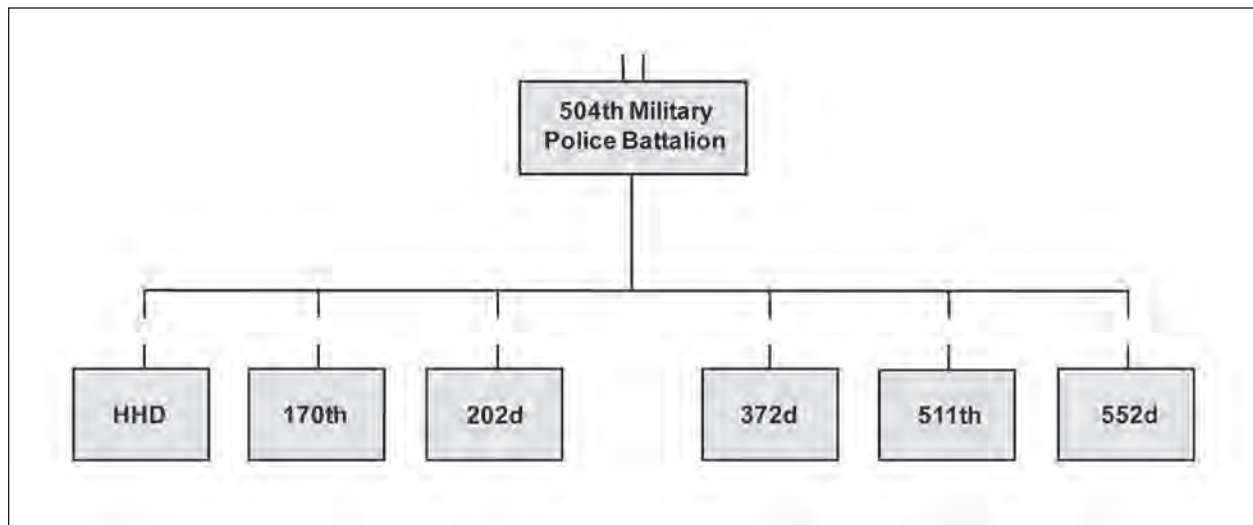 504th Military
Police Battalion
HHD
170th
202d
372d
511th
552d